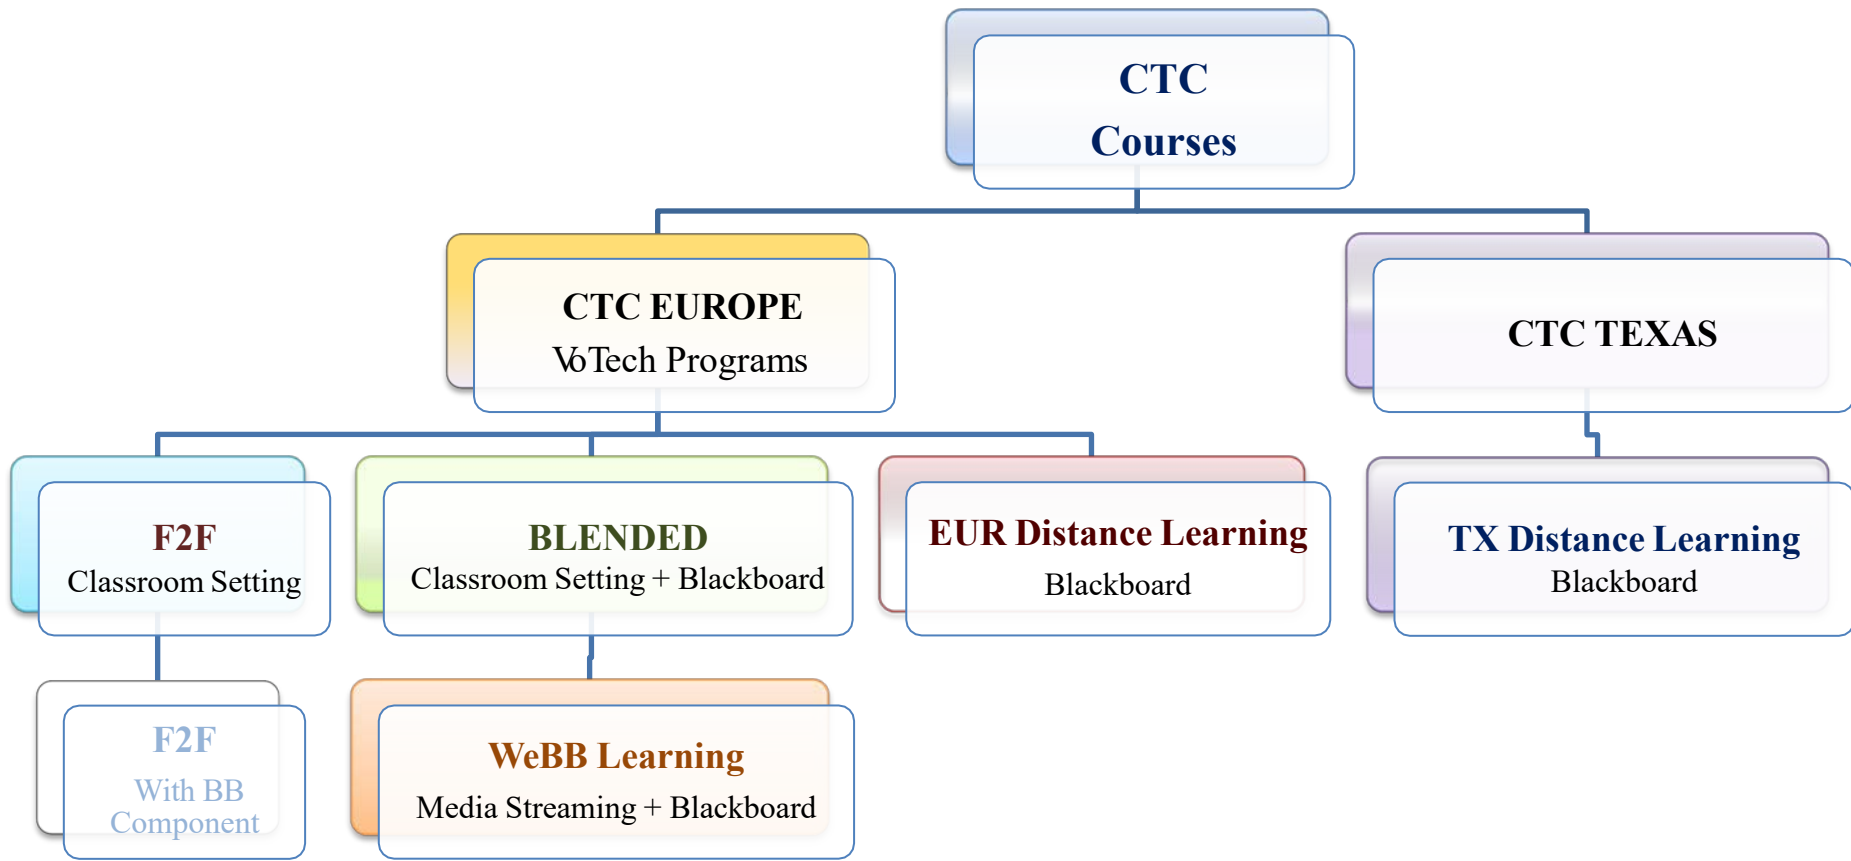 CTC
Courses
CTC EUROPE
VoTech Programs
CTC TEXAS
F2F
Classroom Setting
BLENDED
Classroom Setting + Blackboard
EUR Distance Learning
Blackboard
TX Distance Learning
Blackboard
F2F
With BB
Component
WeBB Learning
Media Streaming + Blackboard